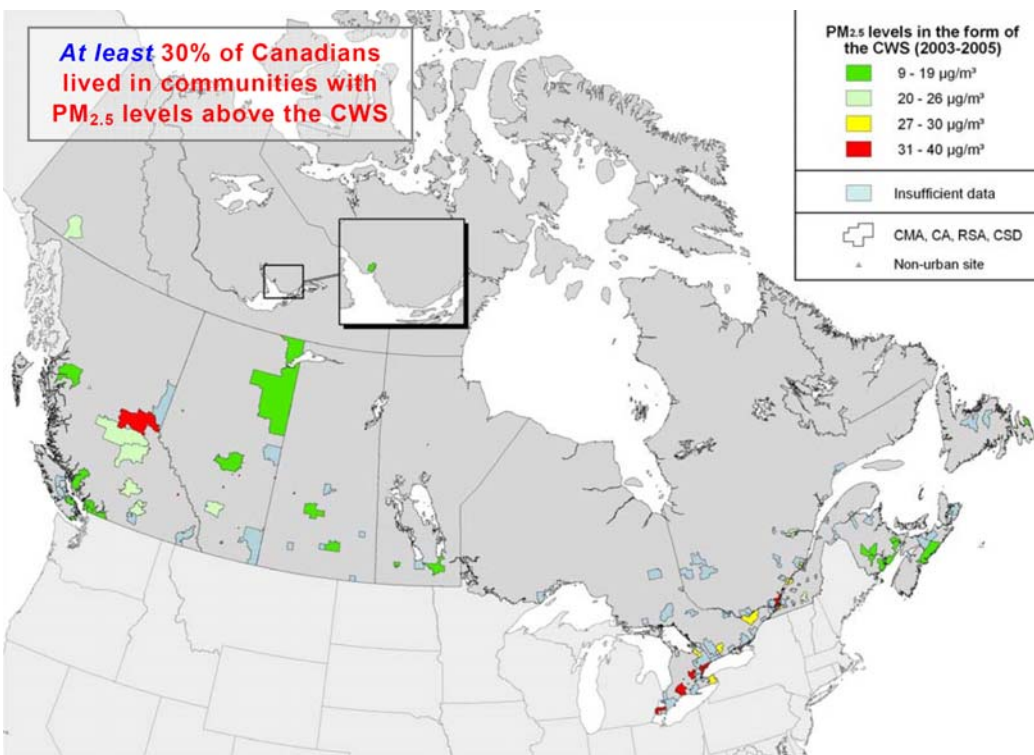 At least 30% of Canadians
lived in communities with
PM2.5 levels above the CWS
PM2.5 levels in the form of
the CWS (2003-2005)
9 - 19 µg/m³
20 - 26 µg/m³
27 - 30 µg/m³
31 - 40 µg/m³
Insufficient data
CMA, CA, RSA, CSD
Non-urban site